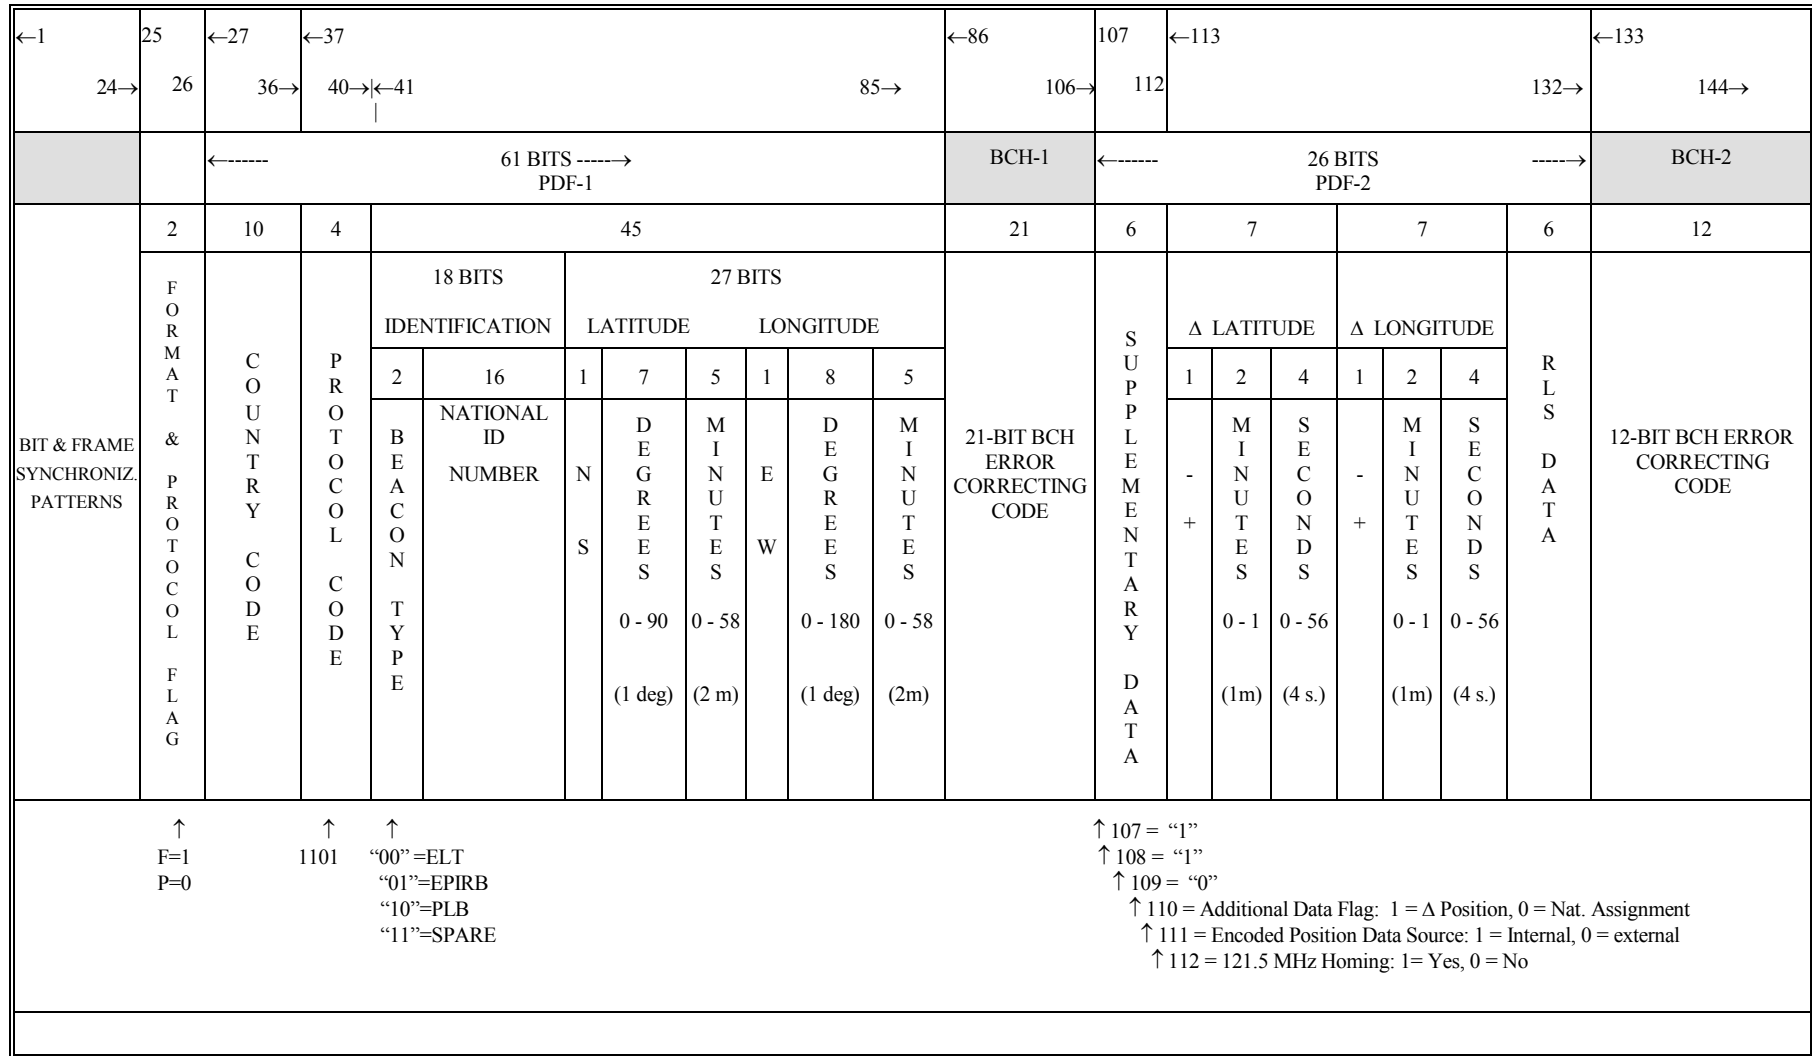 ←1 25 ←27 ←37 ←86 107 ←113 ←133
24→ 26 36→ 40→|←41 85→ 106→ 112 132→ 144→
|
←------ 61 BITS -----→ BCH-1 ←------ 26 BITS -----→ BCH-2
PDF-1 PDF-2
2 10 4 45 21 6 7 7 6 12
18 BITS 27 BITS
IDENTIFICATION LATITUDE LONGITUDE Δ LATITUDE Δ LONGITUDE
2 16 1 7 5 1 8 5 1 2 4 1 2 4
BIT & FRAME
SYNCHRONIZ.
PATTERNS
FORMAT & PROTOCOL FLAG
COUNTRY CODE
PROTOCOL CODE
BEACON TYPE
NATIONAL
ID
NUMBER
N
S
DEGREES
0 - 90
(1 deg)
MINUTES
0 - 58
(2 m)
E
W
DEGREES
0 - 180
(1 deg)
MINUTES
0 - 58
(2m)
21-BIT BCH
ERROR
CORRECTING
CODE
SUPPLEMENTARY DATA
-
+
MINUTES
0 - 1
(1m)
SECONDS
0 - 56
(4 s.)
-
+
MINUTES
0 - 1
(1m)
SECONDS
0 - 56
(4 s.)
RLS DATA
12-BIT BCH ERROR
CORRECTING
CODE
↑ ↑ ↑ ↑ 107 = “1”
F=1 1101 “00” =ELT ↑ 108 = “1”
P=0 “01”=EPIRB ↑ 109 = “0”
“10”=PLB ↑ 110 = Additional Data Flag: 1 = Δ Position, 0 = Nat. Assignment
“11”=SPARE ↑ 111 = Encoded Position Data Source: 1 = Internal, 0 = external
↑ 112 = 121.5 MHz Homing: 1= Yes, 0 = No